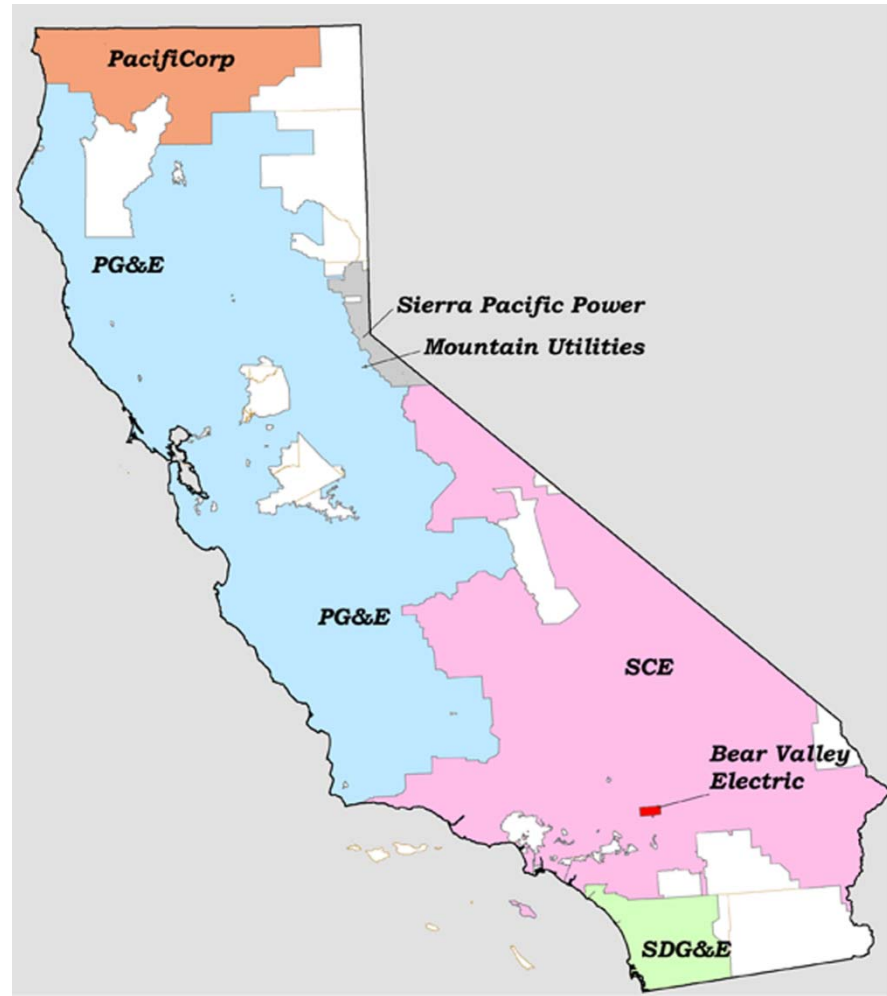 PacifiCorp
PG&E
Sierra Pacific Power
Mountain Utilities
PG&E
SCE
Bear Valley
Electric
SDG&E